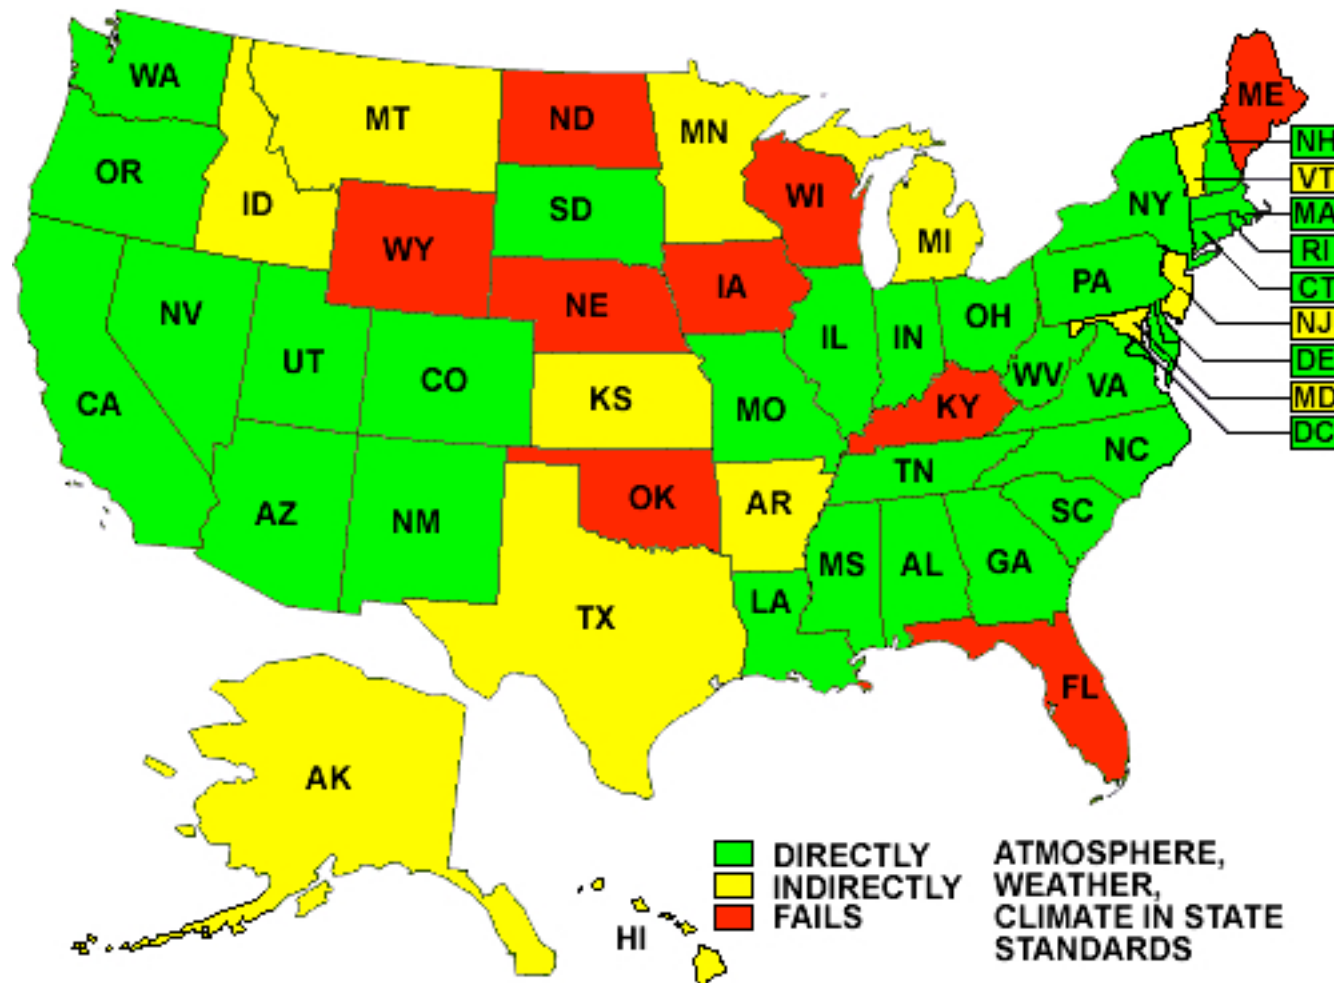 WA
MT
ND
MN
ME
OR
ID
SD
WI
NY
NH
VT
MA
RI
CT
NJ
DE
MD
DC
WY
MI
NE
IA
PA
NV
IL
IN
OH
UT
CO
WV
VA
CA
KS
MO
KY
NC
TN
AZ
NM
OK
AR
SC
MS
AL
GA
LA
TX
FL
AK
HI
DIRECTLY
INDIRECTLY
FAILS
ATMOSPHERE,
WEATHER,
CLIMATE IN STATE
STANDARDS